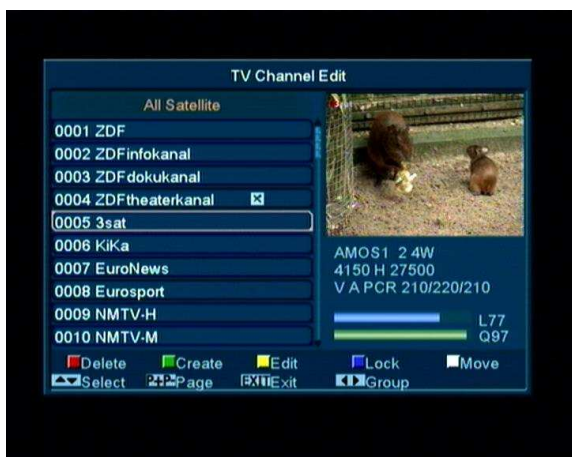 TV Channel Edit
All Satellite
0001 ZDF
0002 ZDFinfokanal
0003 ZDFdokukanal
0004 ZDFtheaterkanal
0005 3sat
0006 KiKa
0007 EuroNews
0008 Eurosport
0009 NMTV-H
0010 NMTV-M
AMOS1 2 4W
4150 H 27500
V A PCR 210/220/210
L77
Q97
Delete Create Edit Lock Move
Select P+P- Page EXIT Exit Group